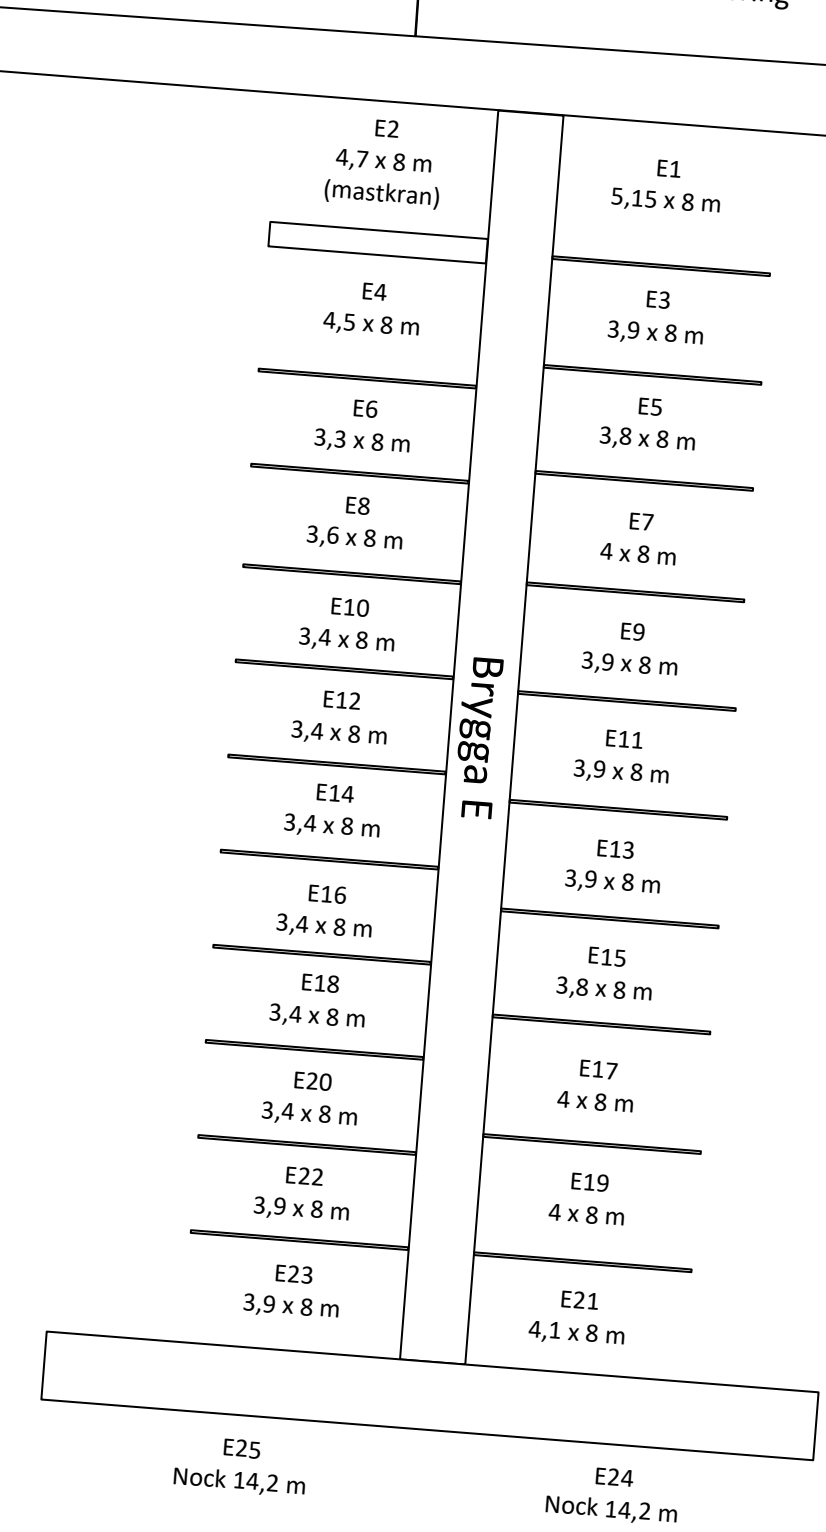 E2
4,7 x 8 m
(mastkran)
E1
5,15 x 8 m
E4
4,5 x 8 m
E3
3,9 x 8 m
E6
3,3 x 8 m
E5
3,8 x 8 m
E8
3,6 x 8 m
E7
4 x 8 m
E10
3,4 x 8 m
E9
3,9 x 8 m
E12
3,4 x 8 m
E11
3,9 x 8 m
Brygga E
E14
3,4 x 8 m
E13
3,9 x 8 m
E16
3,4 x 8 m
E15
3,8 x 8 m
E18
3,4 x 8 m
E17
4 x 8 m
E20
3,4 x 8 m
E19
4 x 8 m
E22
3,9 x 8 m
E23
3,9 x 8 m
E21
4,1 x 8 m
E25
Nock 14,2 m
E24
Nock 14,2 m